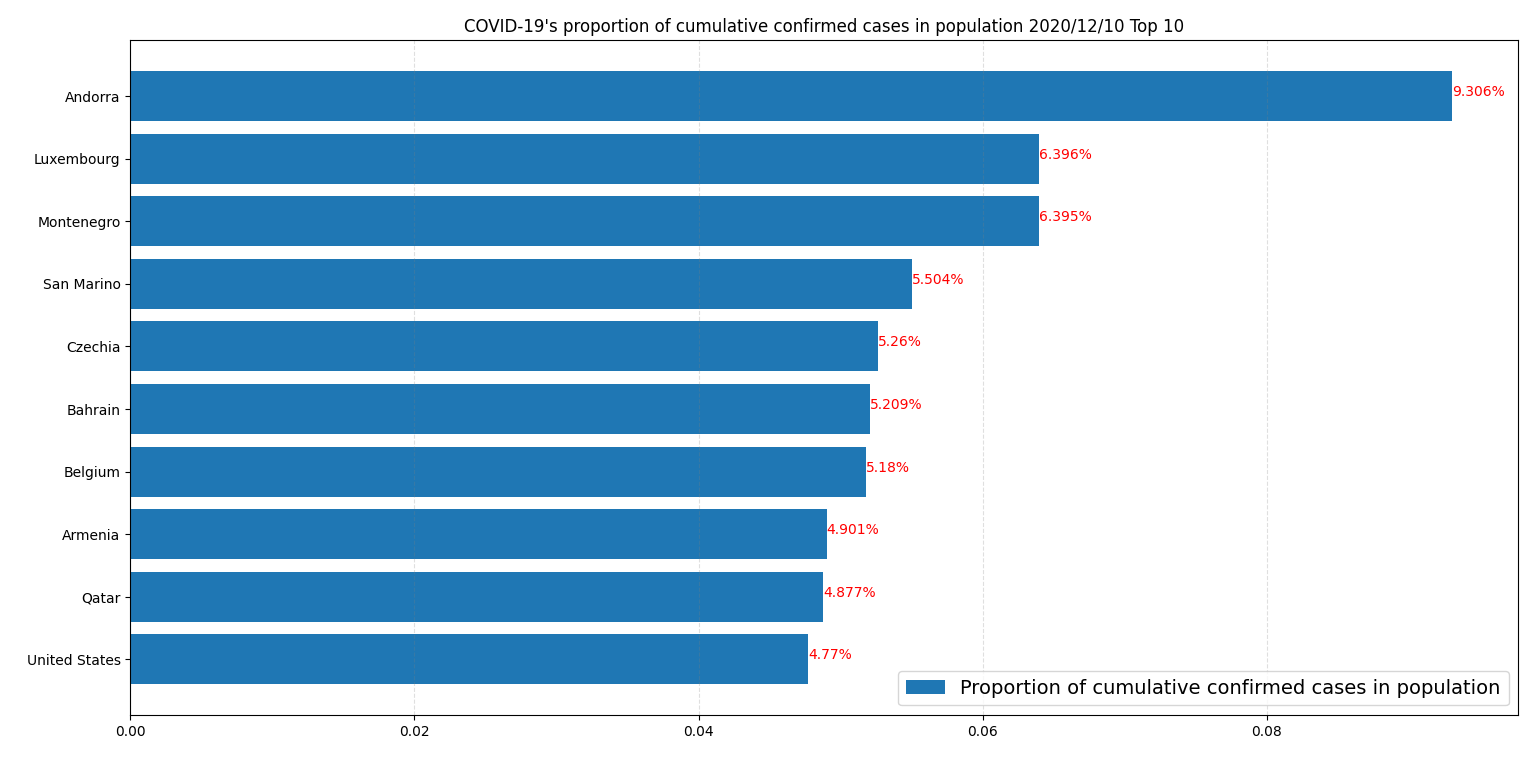 COVID-19's proportion of cumulative confirmed cases in population 2020/12/10 Top 10
Andorra 9.306%
Luxembourg 6.396%
Montenegro 6.395%
San Marino 5.504%
Czechia 5.26%
Bahrain 5.209%
Belgium 5.18%
Armenia 4.901%
Qatar 4.877%
United States 4.77%
Proportion of cumulative confirmed cases in population
0.00 0.02 0.04 0.06 0.08